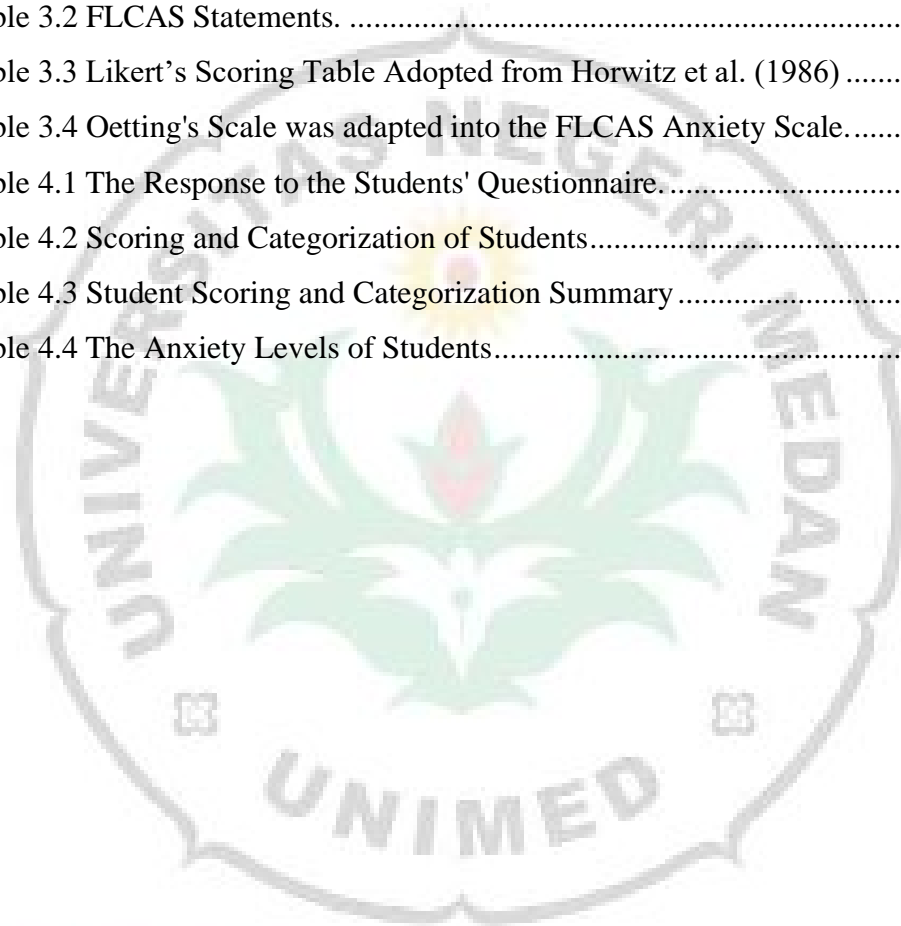 ble 3.2 FLCAS Statements. ........................................................................
ble 3.3 Likert’s Scoring Table Adopted from Horwitz et al. (1986) .......
ble 3.4 Oetting's Scale was adapted into the FLCAS Anxiety Scale.......
ble 4.1 The Response to the Students' Questionnaire. .............................
ble 4.2 Scoring and Categorization of Students.......................................
ble 4.3 Student Scoring and Categorization Summary ............................
ble 4.4 The Anxiety Levels of Students...................................................
UNIVERSITAS NEGERI MEDAN
UNIMED